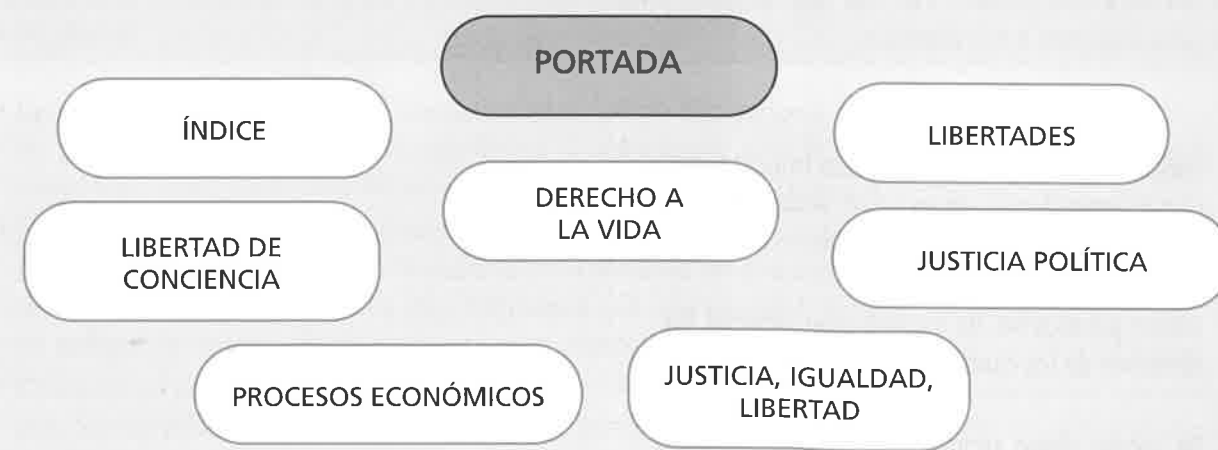 PORTADA
ÍNDICE
LIBERTADES
DERECHO A
LA VIDA
LIBERTAD DE
CONCIENCIA
JUSTICIA POLÍTICA
PROCESOS ECONÓMICOS
JUSTICIA, IGUALDAD,
LIBERTAD